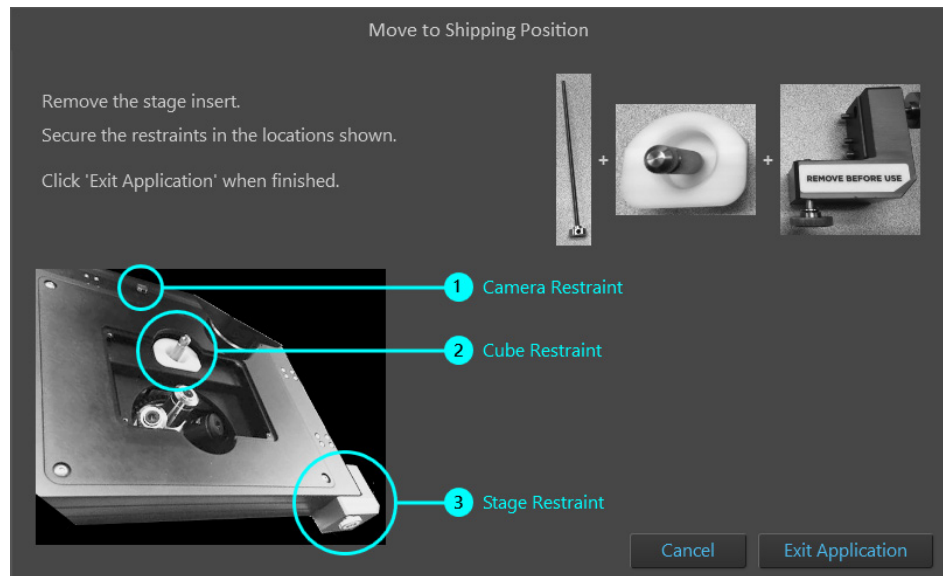 Move to Shipping Position
Remove the stage insert.
Secure the restraints in the locations shown.
Click 'Exit Application' when finished.
+
+
REMOVE BEFORE USE
1 Camera Restraint
2 Cube Restraint
3 Stage Restraint
Cancel
Exit Application